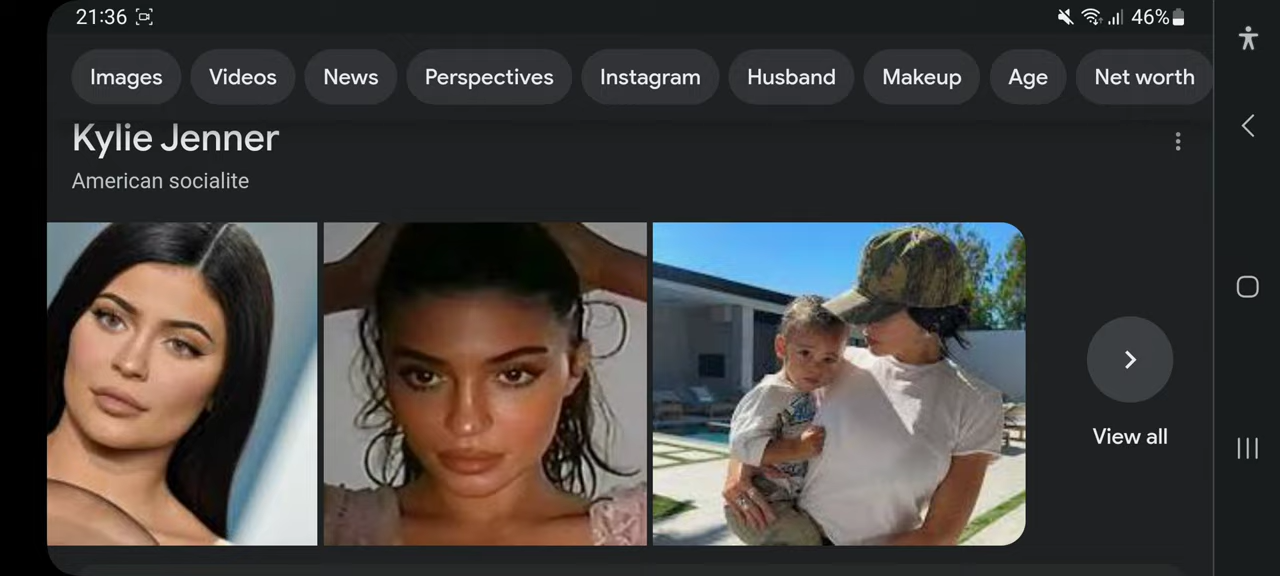 21:36 46%
Images Videos News Perspectives Instagram Husband Makeup Age Net worth
Kylie Jenner
American socialite
View all